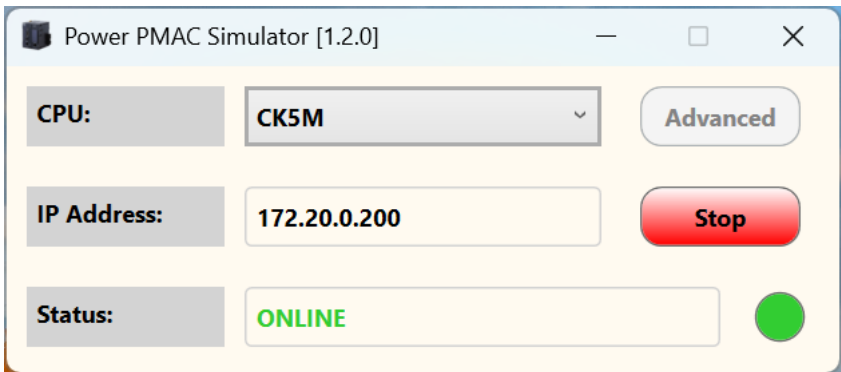 Power PMAC Simulator [1.2.0]
CPU: CK5M Advanced
IP Address: 172.20.0.200 Stop
Status: ONLINE